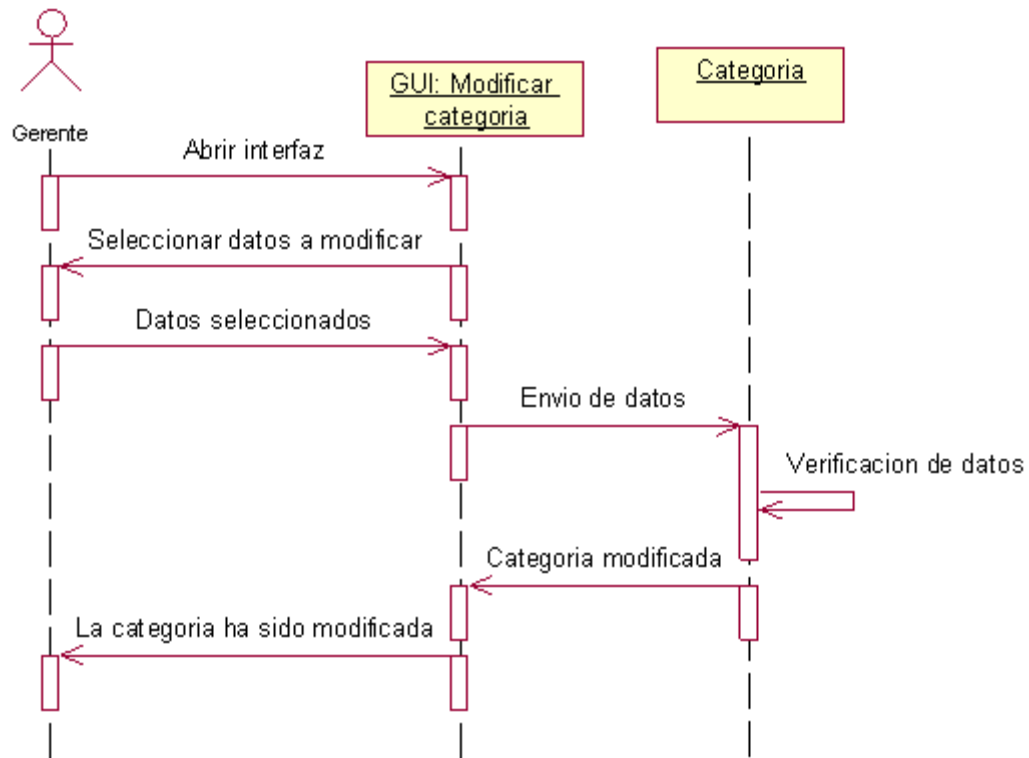 Gerente
GUI: Modificar
categoria
Categoria
Abrir interfaz
Seleccionar datos a modificar
Datos seleccionados
Envio de datos
Verificacion de datos
Categoria modificada
La categoria ha sido modificada